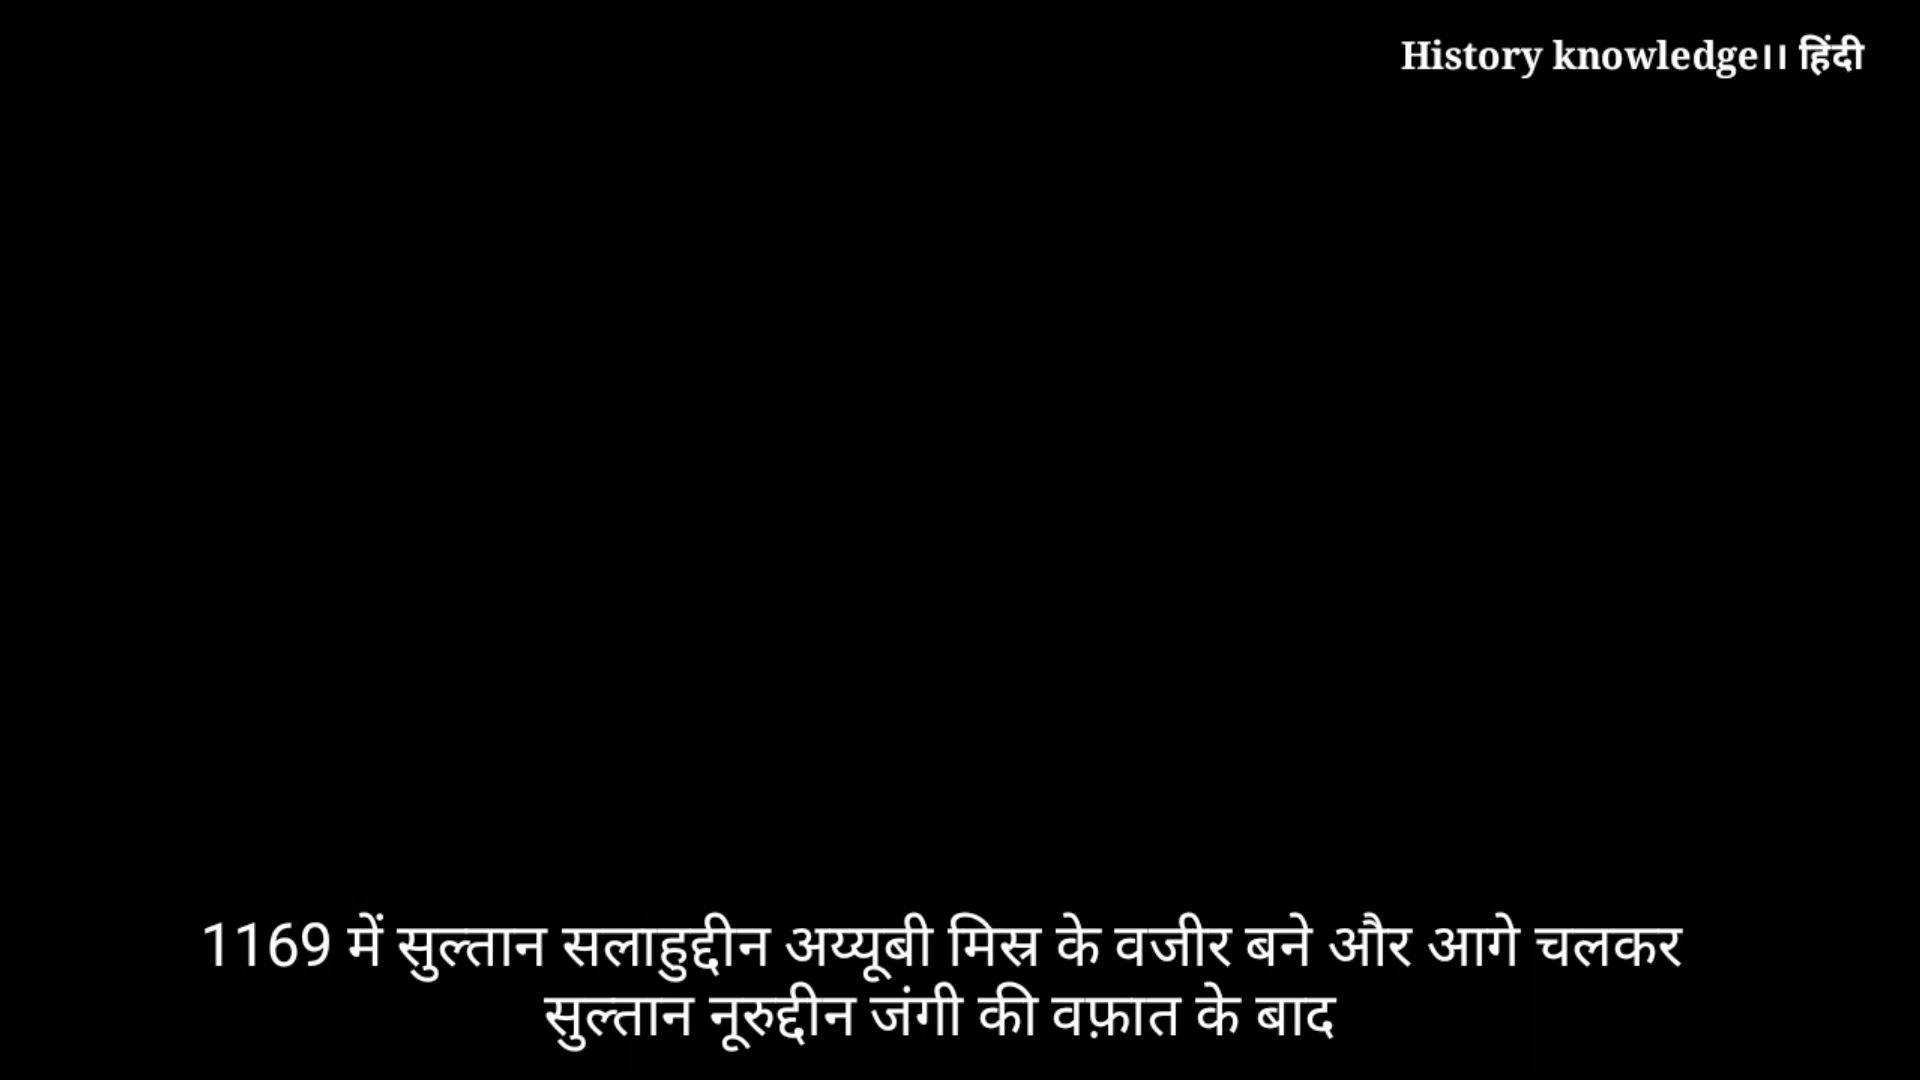 History knowledge।। हिंदी
1169 में सुल्तान सलाहुद्दीन अय्यूबी मिस्र के वजीर बने और आगे चलकर
सुल्तान नूरुद्दीन जंगी की वफ़ात के बाद